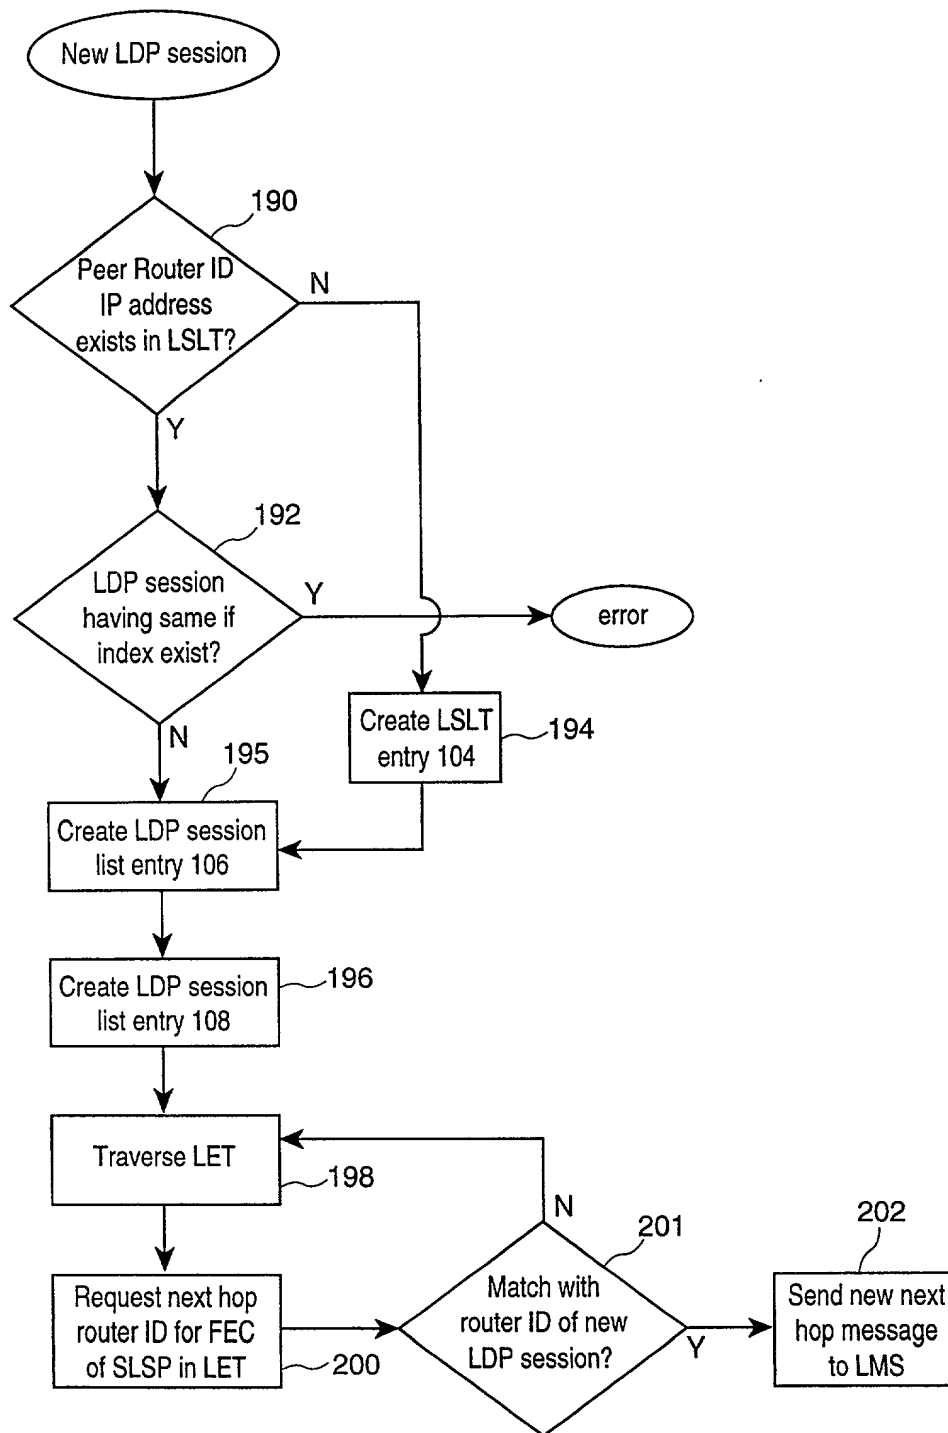 New LDP session
190
Peer Router ID
IP address
exists in LSLT?
N
Y
192
LDP session
having same if
index exist?
Y
error
N
Create LSLT
entry 104
194
195
Create LDP session
list entry 106
Create LDP session
list entry 108
196
Traverse LET
198
N
201
202
Request next hop
router ID for FEC
of SLSP in LET
200
Match with
router ID of new
LDP session?
Y
Send new next
hop message
to LMS